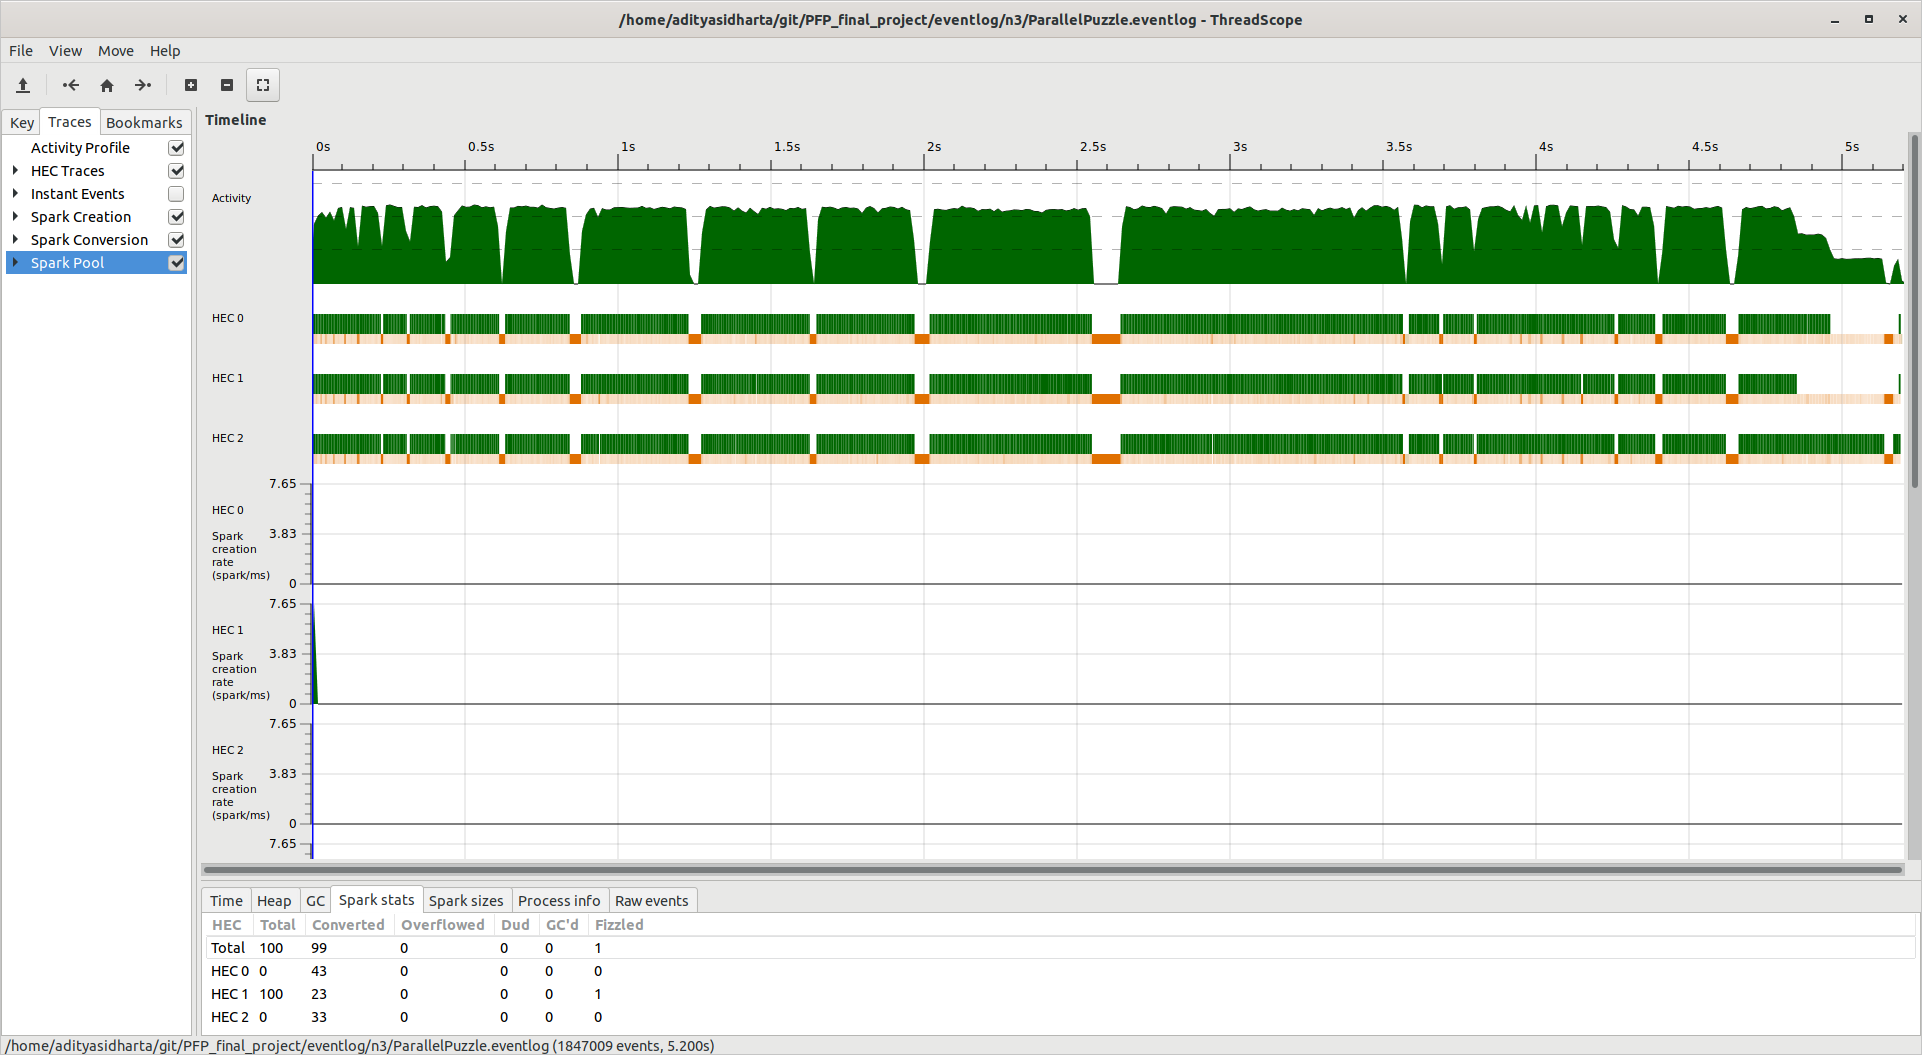 /home/adityasidharta/git/PFP_final_project/eventlog/n3/ParallelPuzzle.eventlog - ThreadScope
File View Move Help
Key Traces Bookmarks
Activity Profile
HEC Traces
Instant Events
Spark Creation
Spark Conversion
Spark Pool
Timeline
0s 0.5s 1s 1.5s 2s 2.5s 3s 3.5s 4s 4.5s 5s
Activity
HEC 0
HEC 1
HEC 2
7.65
HEC 0
Spark 3.83
creation
rate
(spark/ms)
0
7.65
HEC 1
Spark 3.83
creation
rate
(spark/ms)
0
7.65
HEC 2
Spark 3.83
creation
rate
(spark/ms)
0
7.65
Time Heap GC Spark stats Spark sizes Process info Raw events
HEC Total Converted Overflowed Dud GC'd Fizzled
Total 100 99 0 0 0 1
HEC 0 0 43 0 0 0 0
HEC 1 100 23 0 0 0 1
HEC 2 0 33 0 0 0 0
/home/adityasidharta/git/PFP_final_project/eventlog/n3/ParallelPuzzle.eventlog (1847009 events, 5.200s)